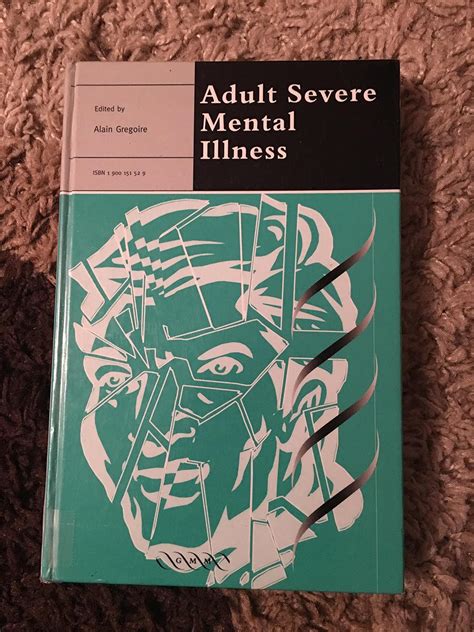 Edited by
Alain Gregoire
ISBN 1 900 151 52 9
Adult Severe
Mental
Illness
GMM